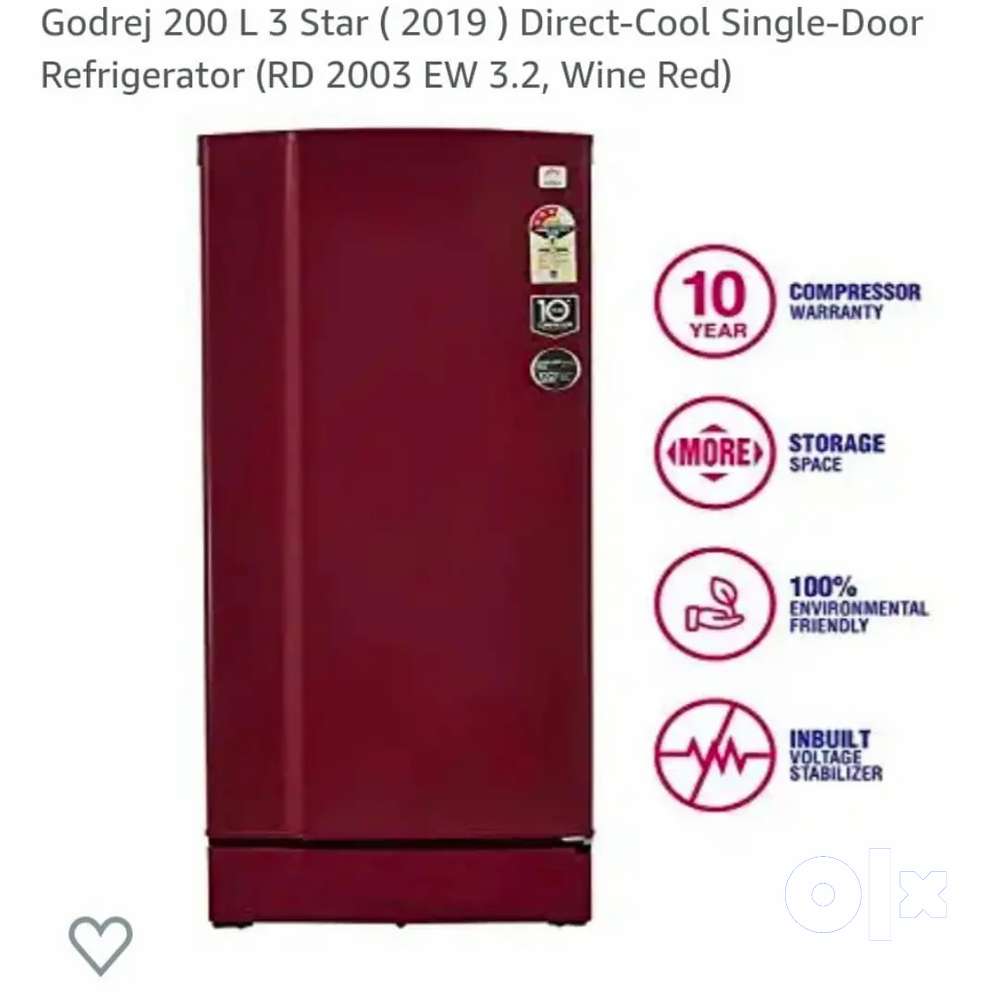 Godrej 200 L 3 Star ( 2019 ) Direct-Cool Single-Door
Refrigerator (RD 2003 EW 3.2, Wine Red)
10
YEAR
COMPRESSOR
WARRANTY
MORE
STORAGE
SPACE
100%
ENVIRONMENTAL
FRIENDLY
INBUILT
VOLTAGE
STABILIZER
10
olx